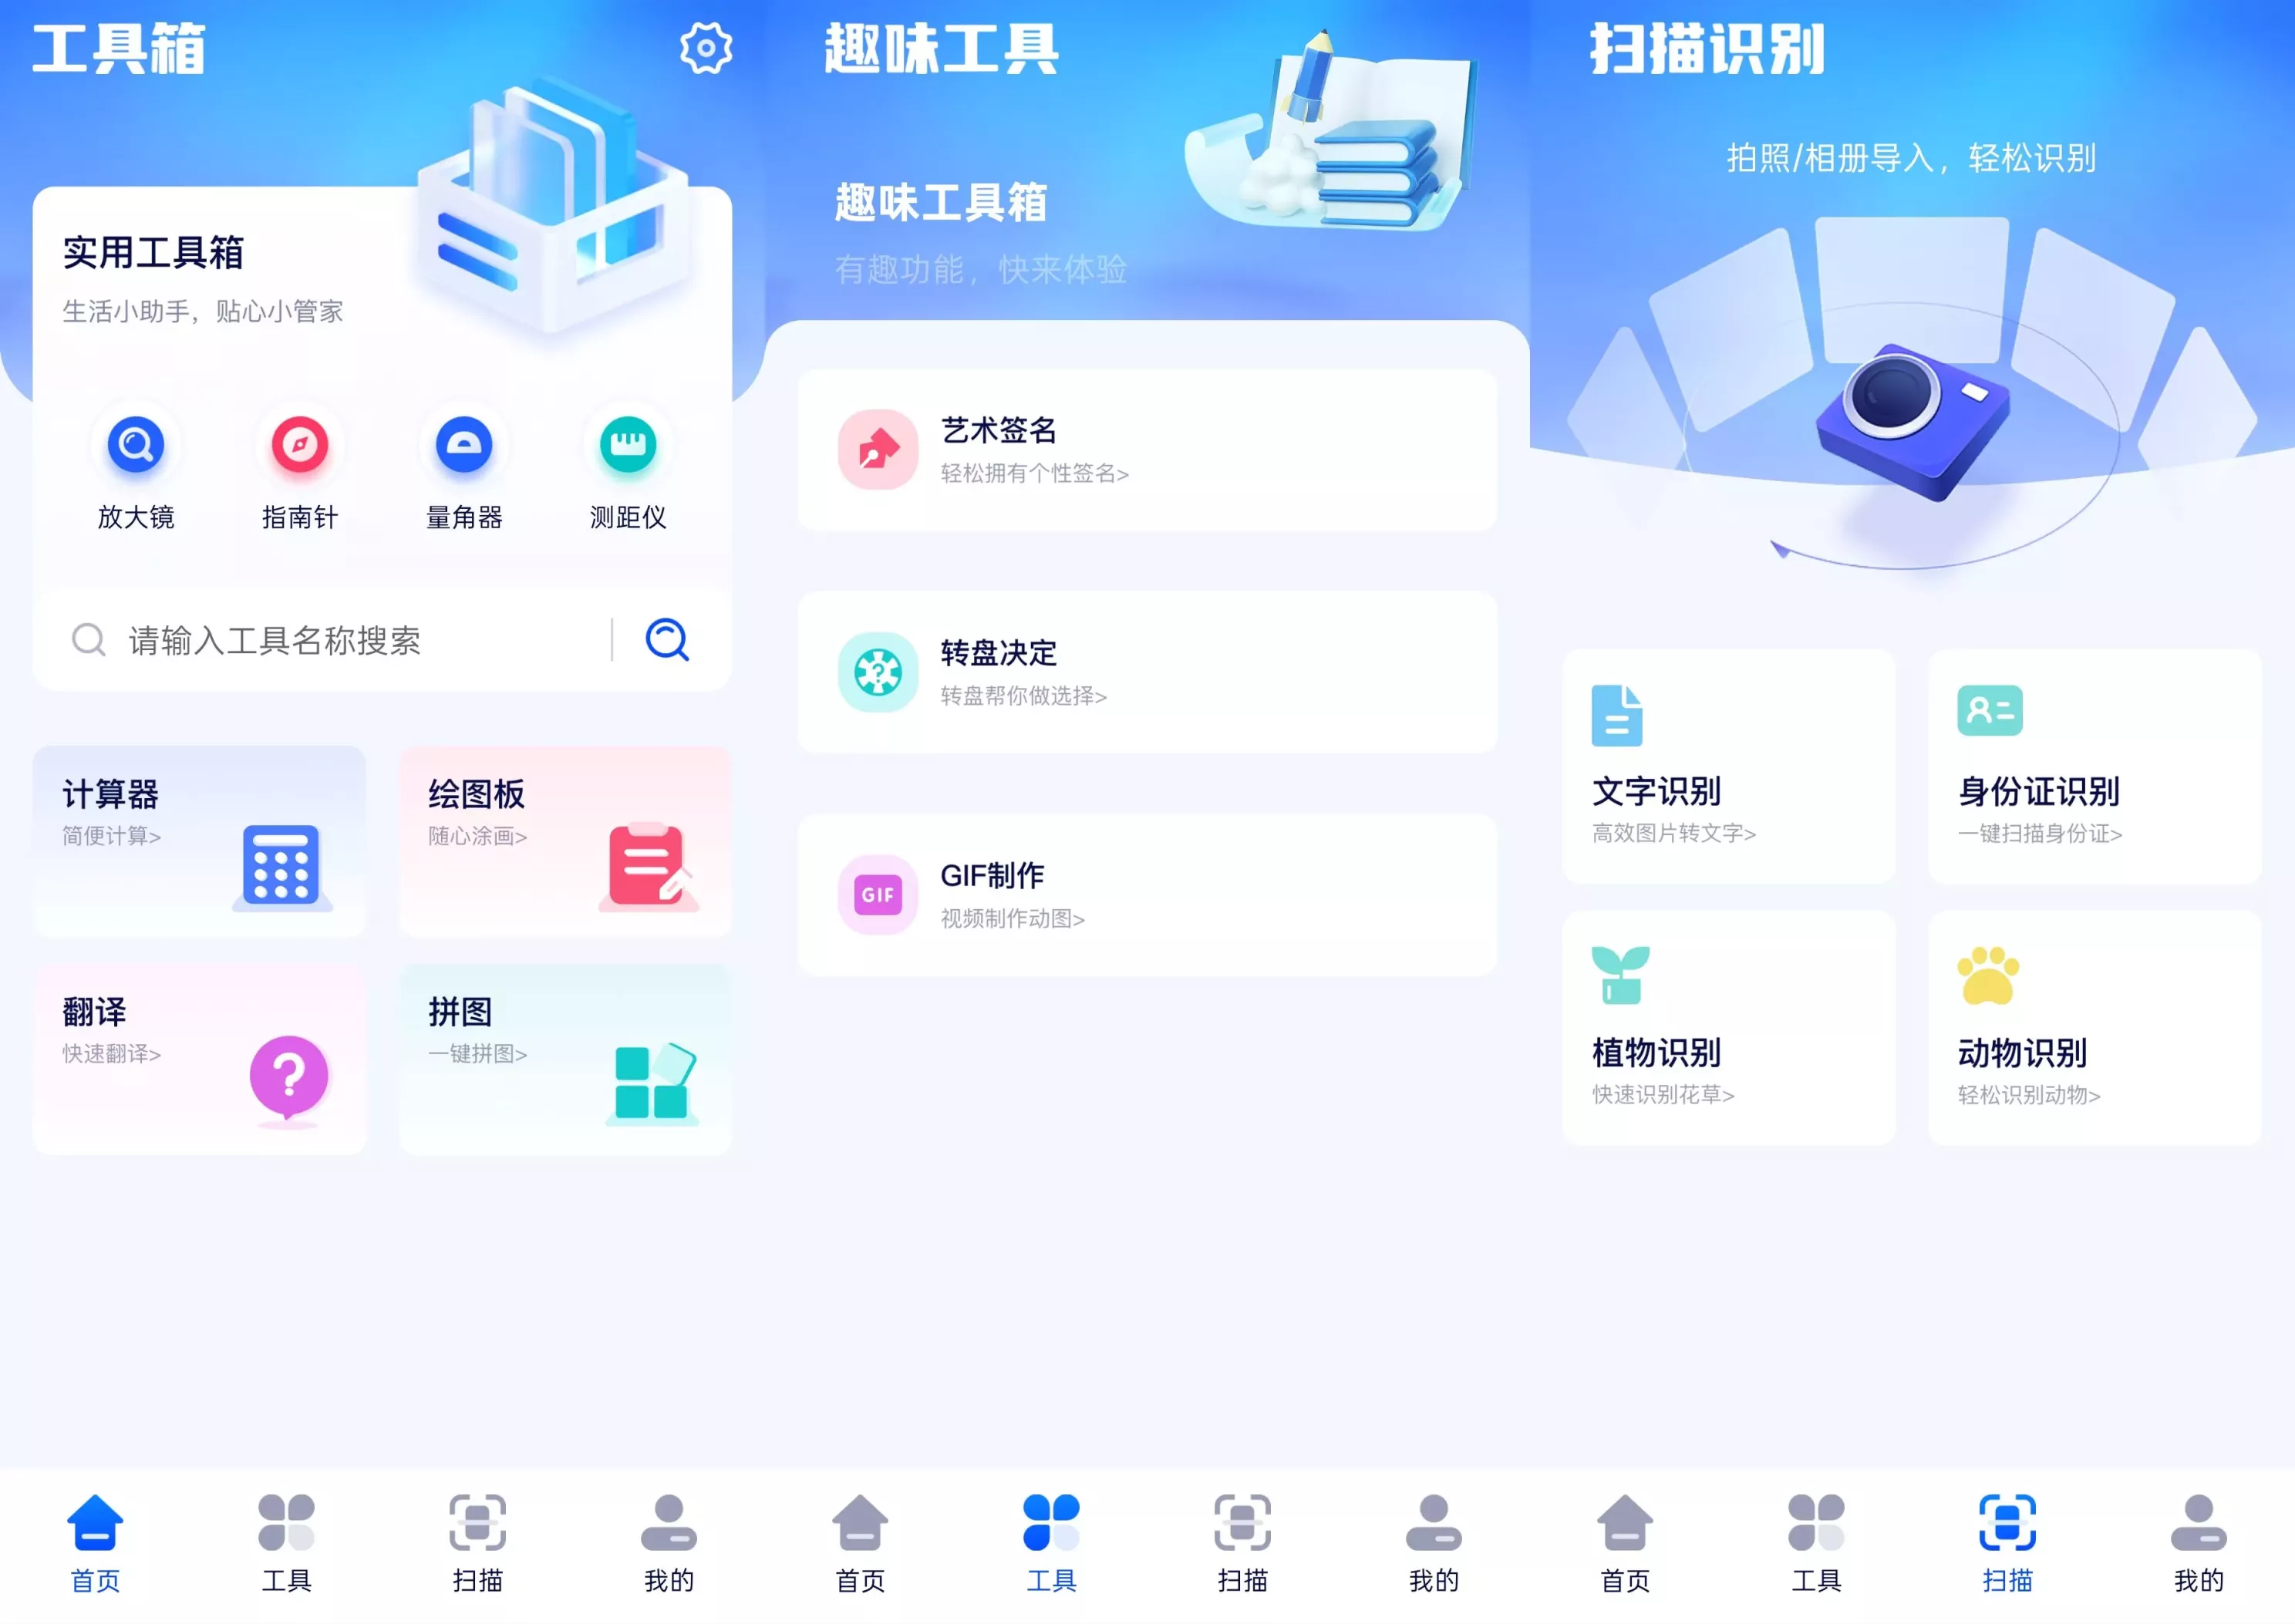 工具箱
实用工具箱
生活小助手，贴心小管家
放大镜
指南针
量角器
测距仪
请输入工具名称搜索
计算器
简便计算>
绘图板
随心涂画>
翻译
快速翻译>
拼图
一键拼图>
首页
工具
扫描
我的
趣味工具
趣味工具箱
有趣功能，快来体验
艺术签名
轻松拥有个性签名>
转盘决定
转盘帮你做选择>
GIF
GIF制作
视频制作动图>
首页
工具
扫描
我的
扫描识别
拍照/相册导入，轻松识别
文字识别
高效图片转文字>
身份证识别
一键扫描身份证>
植物识别
快速识别花草>
动物识别
轻松识别动物>
首页
工具
扫描
我的